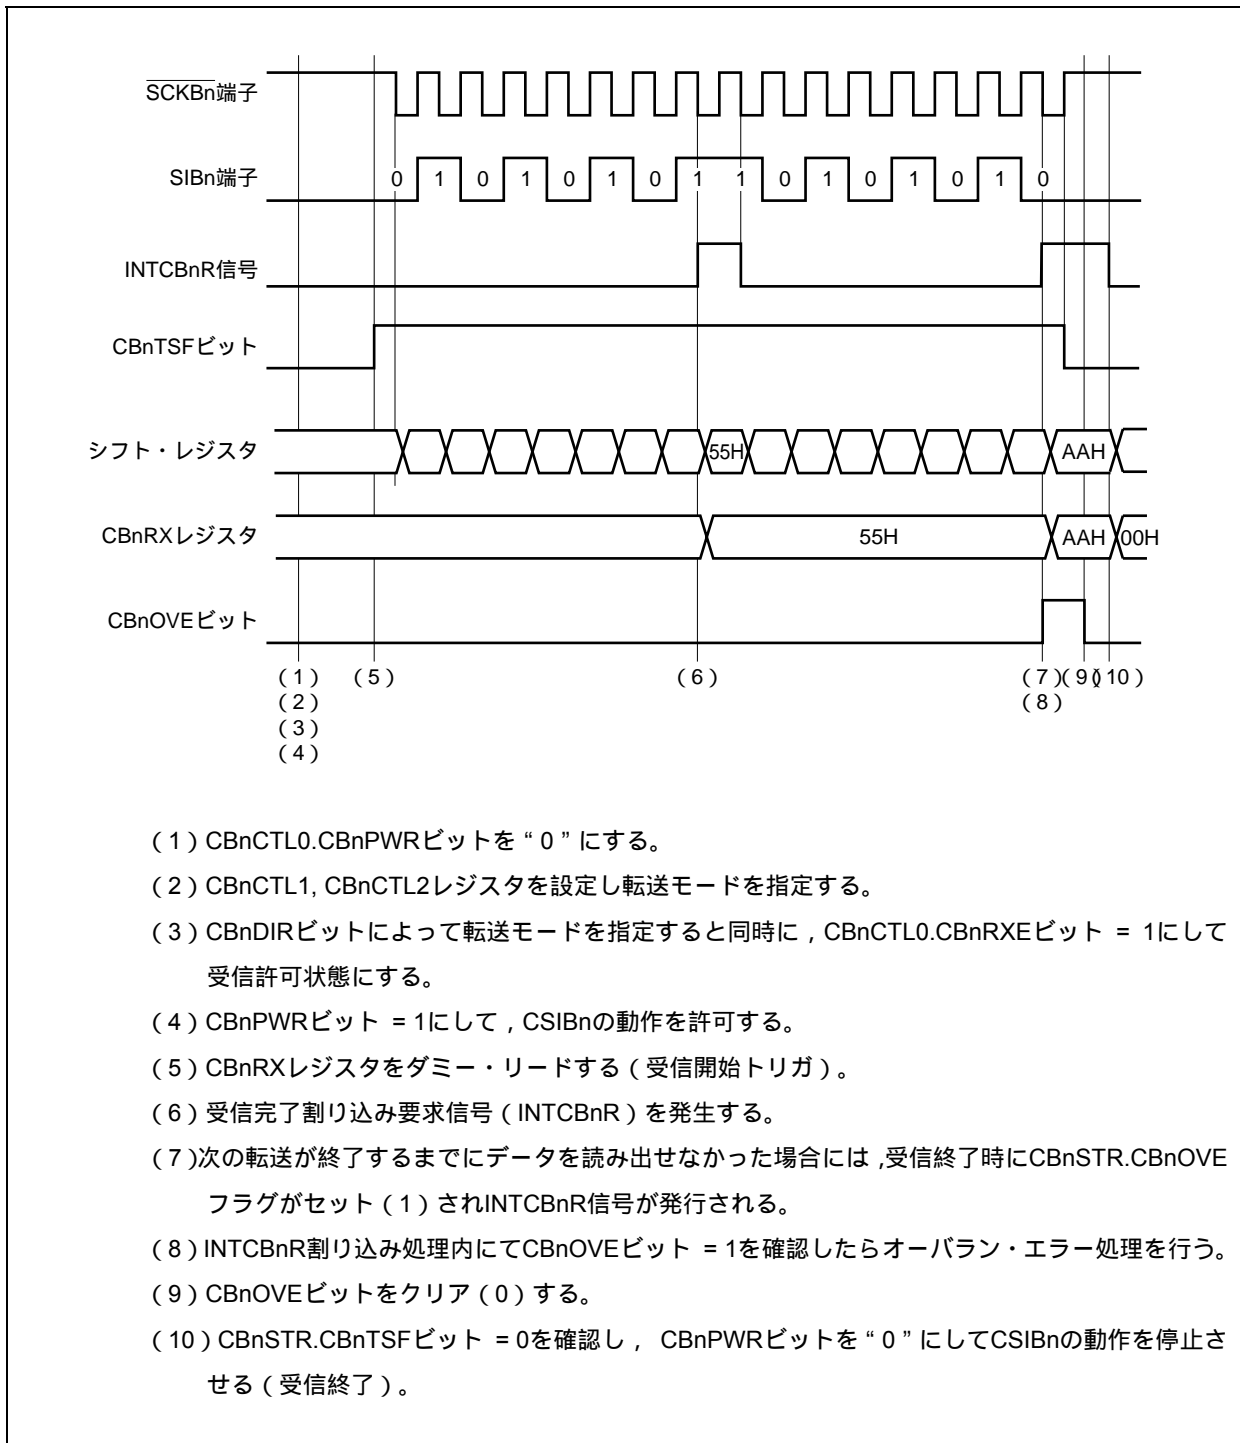 SCKBn端子
SIBn端子
0 1 0 1 0 1 0 1 1 0 1 0 1 0 1 0
INTCBnR信号
CBnTSFビット
シフト・レジスタ
55H
AAH
CBnRXレジスタ
55H
AAH
00H
CBnOVEビット
(1) (5) (6) (7)(9)(10)
(2) (8)
(3)
(4)
(1)CBnCTL0.CBnPWRビットを“0”にする。
(2)CBnCTL1, CBnCTL2レジスタを設定し転送モードを指定する。
(3)CBnDIRビットによって転送モードを指定すると同時に,CBnCTL0.CBnRXEビット = 1にして
受信許可状態にする。
(4)CBnPWRビット = 1にして,CSIBnの動作を許可する。
(5)CBnRXレジスタをダミー・リードする(受信開始トリガ)。
(6)受信完了割り込み要求信号(INTCBnR)を発生する。
(7)次の転送が終了するまでにデータを読み出せなかった場合には,受信終了時にCBnSTR.CBnOVE
フラグがセット(1)されINTCBnR信号が発行される。
(8)INTCBnR割り込み処理内にてCBnOVEビット = 1を確認したらオーバラン・エラー処理を行う。
(9)CBnOVEビットをクリア(0)する。
(10)CBnSTR.CBnTSFビット = 0を確認し, CBnPWRビットを“0”にしてCSIBnの動作を停止さ
せる(受信終了)。